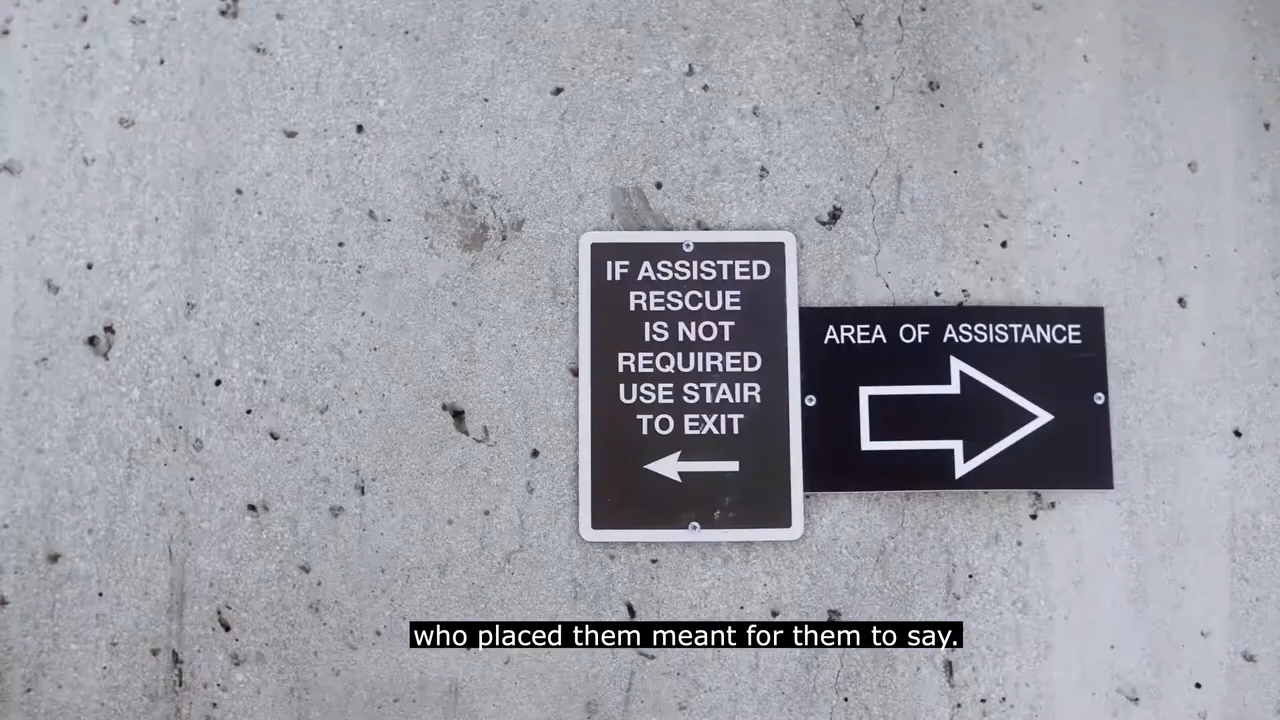 IF ASSISTED
RESCUE
IS NOT
REQUIRED
USE STAIR
TO EXIT
AREA OF ASSISTANCE
who placed them meant for them to say.